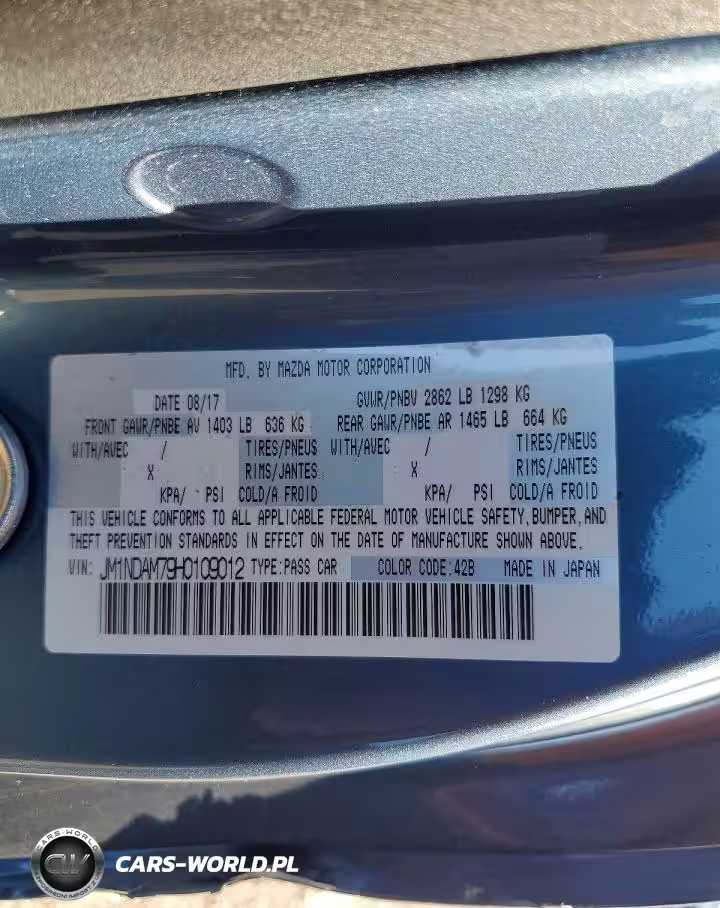 MFD. BY MAZDA MOTOR CORPORATION
DATE 08/17 GVWR/PNBV 2862 LB 1298 KG
FRONT GAWR/PNBE AV 1403 LB 636 KG REAR GAWR/PNBE AR 1465 LB 664 KG
WITH/AVEC / TIRES/PNEUS WITH/AVEC / TIRES/PNEUS
X RIMS/JANTES X RIMS/JANTES
KPA/ PSI COLD/A FROID KPA/ PSI COLD/A FROID
THIS VEHICLE CONFORMS TO ALL APPLICABLE FEDERAL MOTOR VEHICLE SAFETY, BUMPER, AND
THEFT PREVENTION STANDARDS IN EFFECT ON THE DATE OF MANUFACTURE SHOWN ABOVE.
VIN: JM1NDAM79H0109012 TYPE:PASS CAR COLOR CODE:42B MADE IN JAPAN
CARS-WORLD
CW
CARS-WORLD.PL